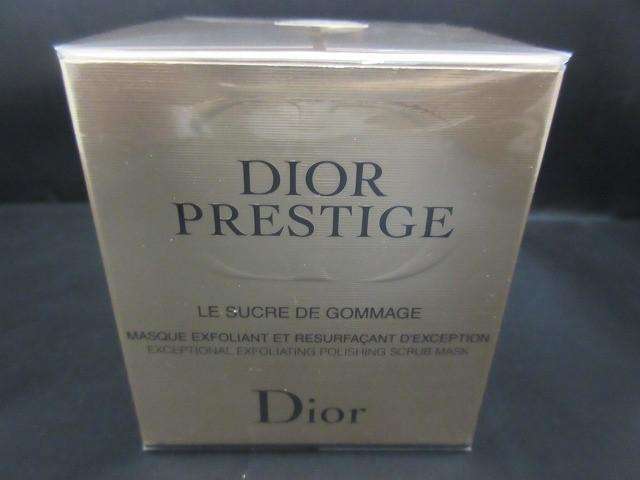 DIOR
PRESTIGE
LE SUCRE DE GOMMAGE
MASQUE EXFOLIANT ET RESURFAÇANT D'EXCEPTION
EXCEPTIONAL EXFOLIATING POLISHING SCRUB MASK
Dior